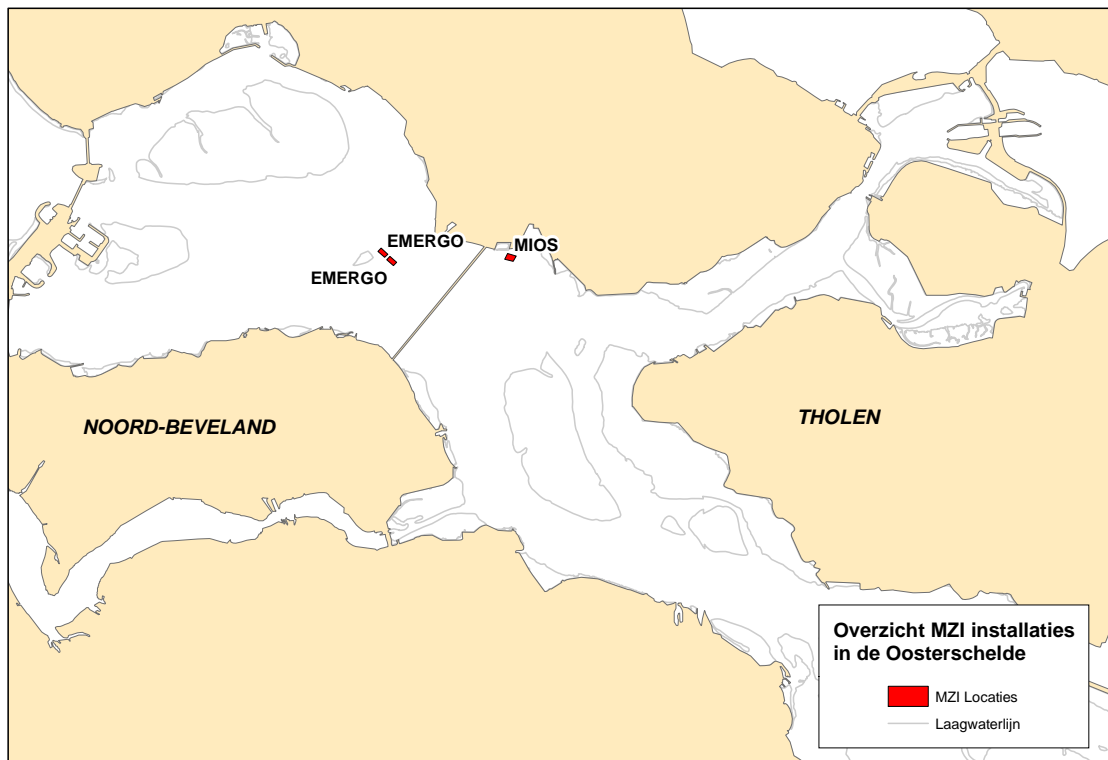 EMERGO
MIOS
EMERGO
NOORD-BEVELAND
THOLEN
Overzicht MZI installaties
in de Oosterschelde
MZI Locaties
Laagwaterlijn